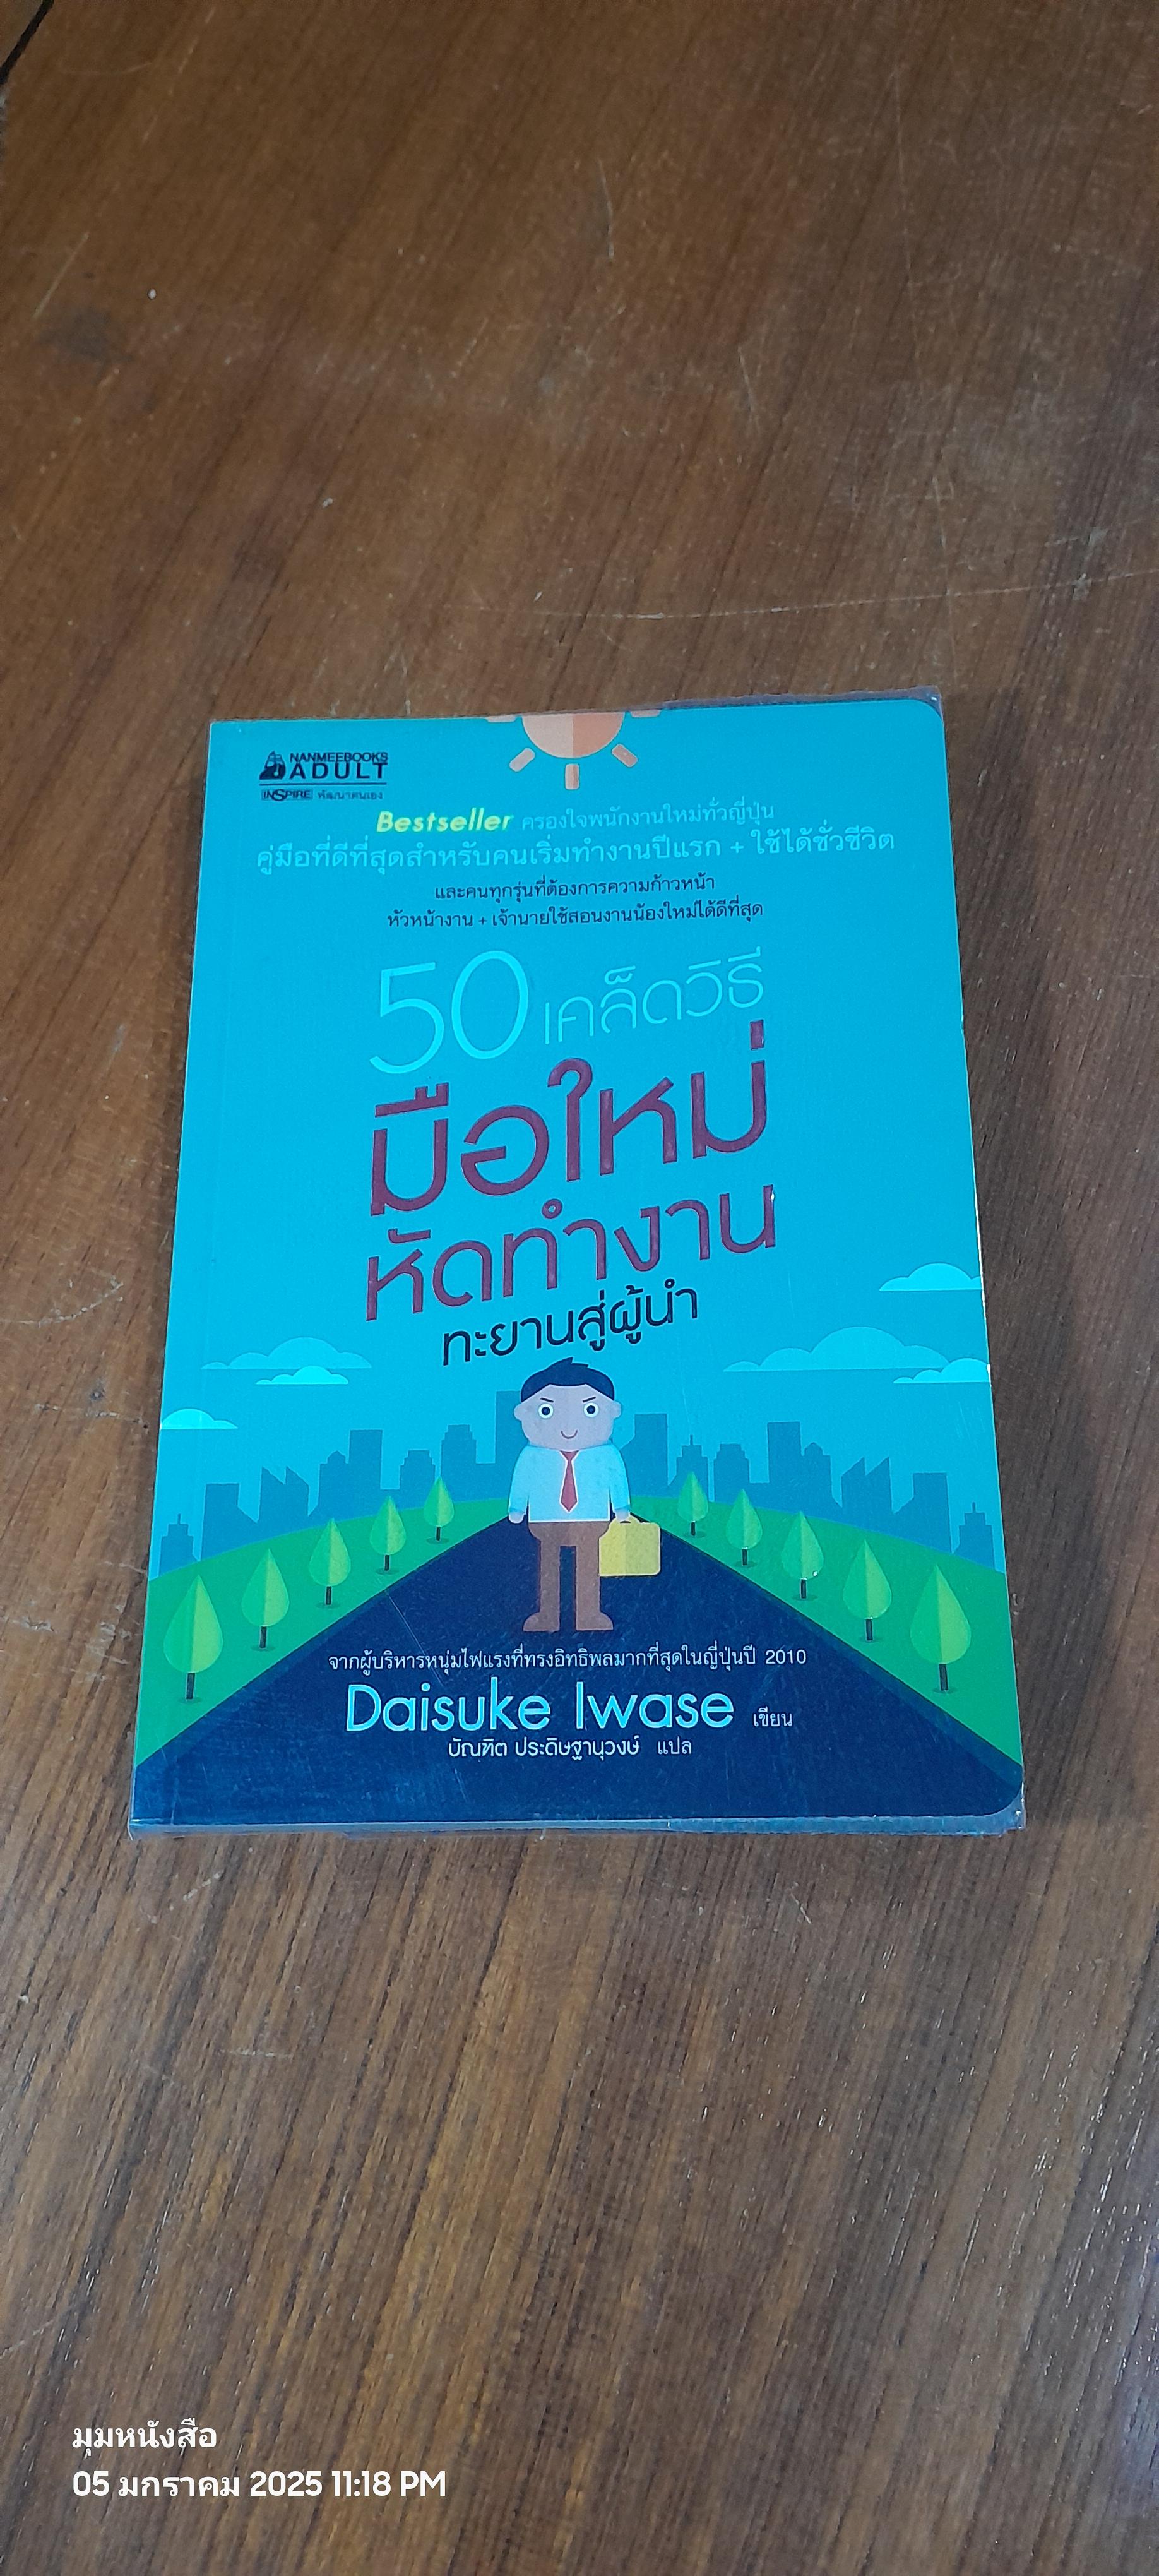 NANMEEBOOKS
ADULT
INSPIRE พัฒนาตนเอง
Bestseller ครองใจพนักงานใหม่ทั่วญี่ปุ่น
คู่มือที่ดีที่สุดสำหรับคนเริ่มทำงานปีแรก + ใช้ได้ชั่วชีวิต
และคนทุกรุ่นที่ต้องการความก้าวหน้า
หัวหน้างาน + เจ้านายใช้สอนงานน้องใหม่ได้ดีที่สุด
50 เคล็ดวิธี
มือใหม่
หัดทำงาน
ทะยานสู่ผู้นำ
จากผู้บริหารหนุ่มไฟแรงที่ทรงอิทธิพลมากที่สุดในญี่ปุ่นปี 2010
Daisuke Iwase เขียน
บัณฑิต ประดิษฐานุวงษ์ แปล
มุมหนังสือ
05 มกราคม 2025 11:18 PM